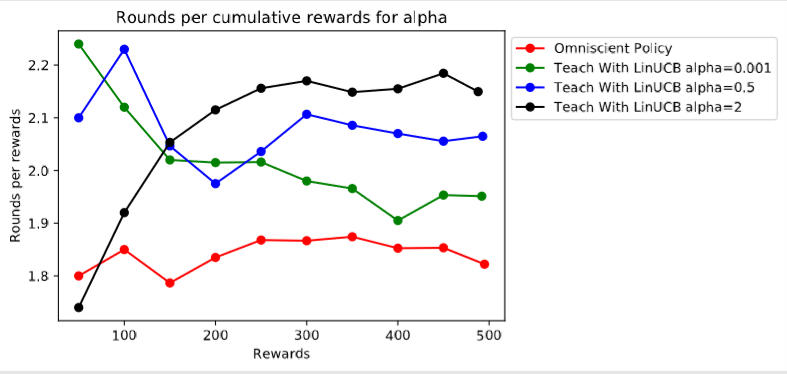 Rounds per cumulative rewards for alpha
Omniscient Policy
Teach With LinUCB alpha=0.001
Teach With LinUCB alpha=0.5
Teach With LinUCB alpha=2
Rounds per rewards
2.2
2.1
2.0
1.9
1.8
100 200 300 400 500
Rewards